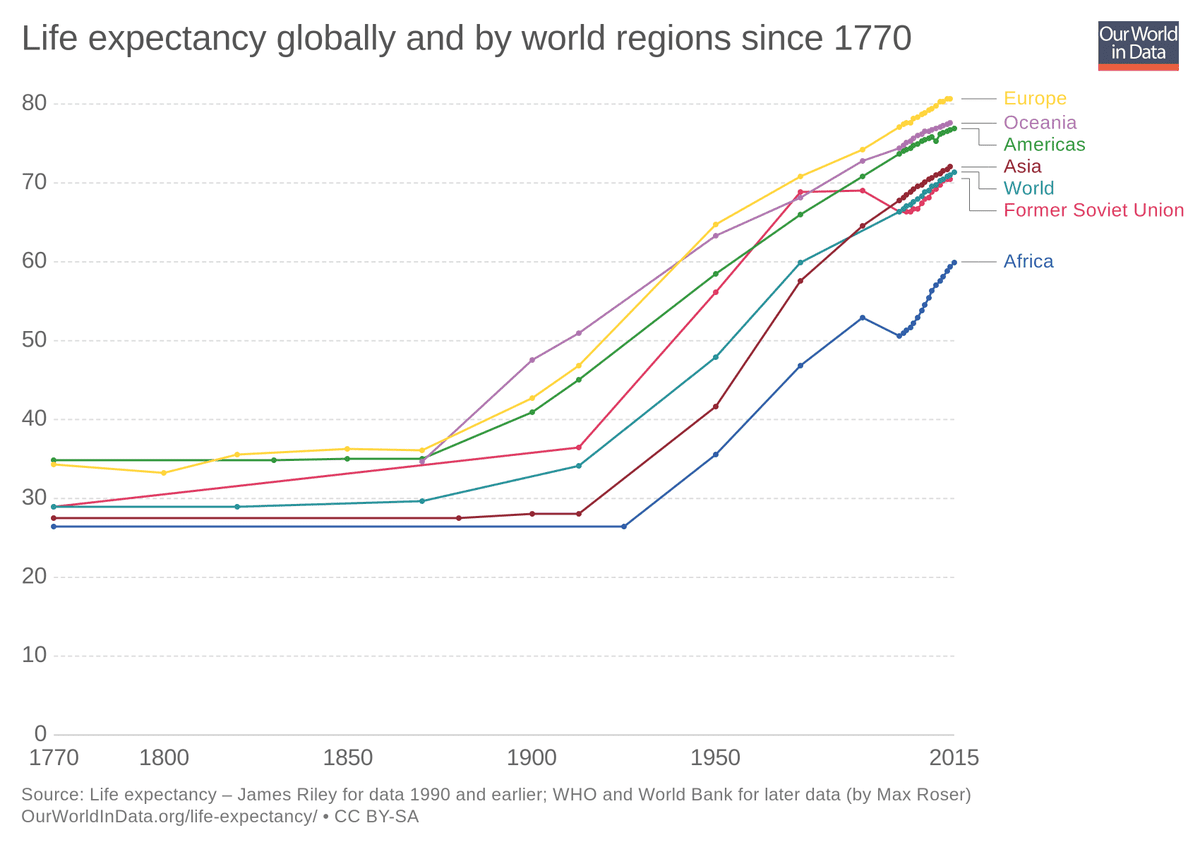 Life expectancy globally and by world regions since 1770
Our World
in Data
80
70
60
50
40
30
20
10
0
1770
1800
1850
1900
1950
2015
Europe
Oceania
Americas
Asia
World
Former Soviet Union
Africa
Source: Life expectancy – James Riley for data 1990 and earlier; WHO and World Bank for later data (by Max Roser)
OurWorldInData.org/life-expectancy/ • CC BY-SA